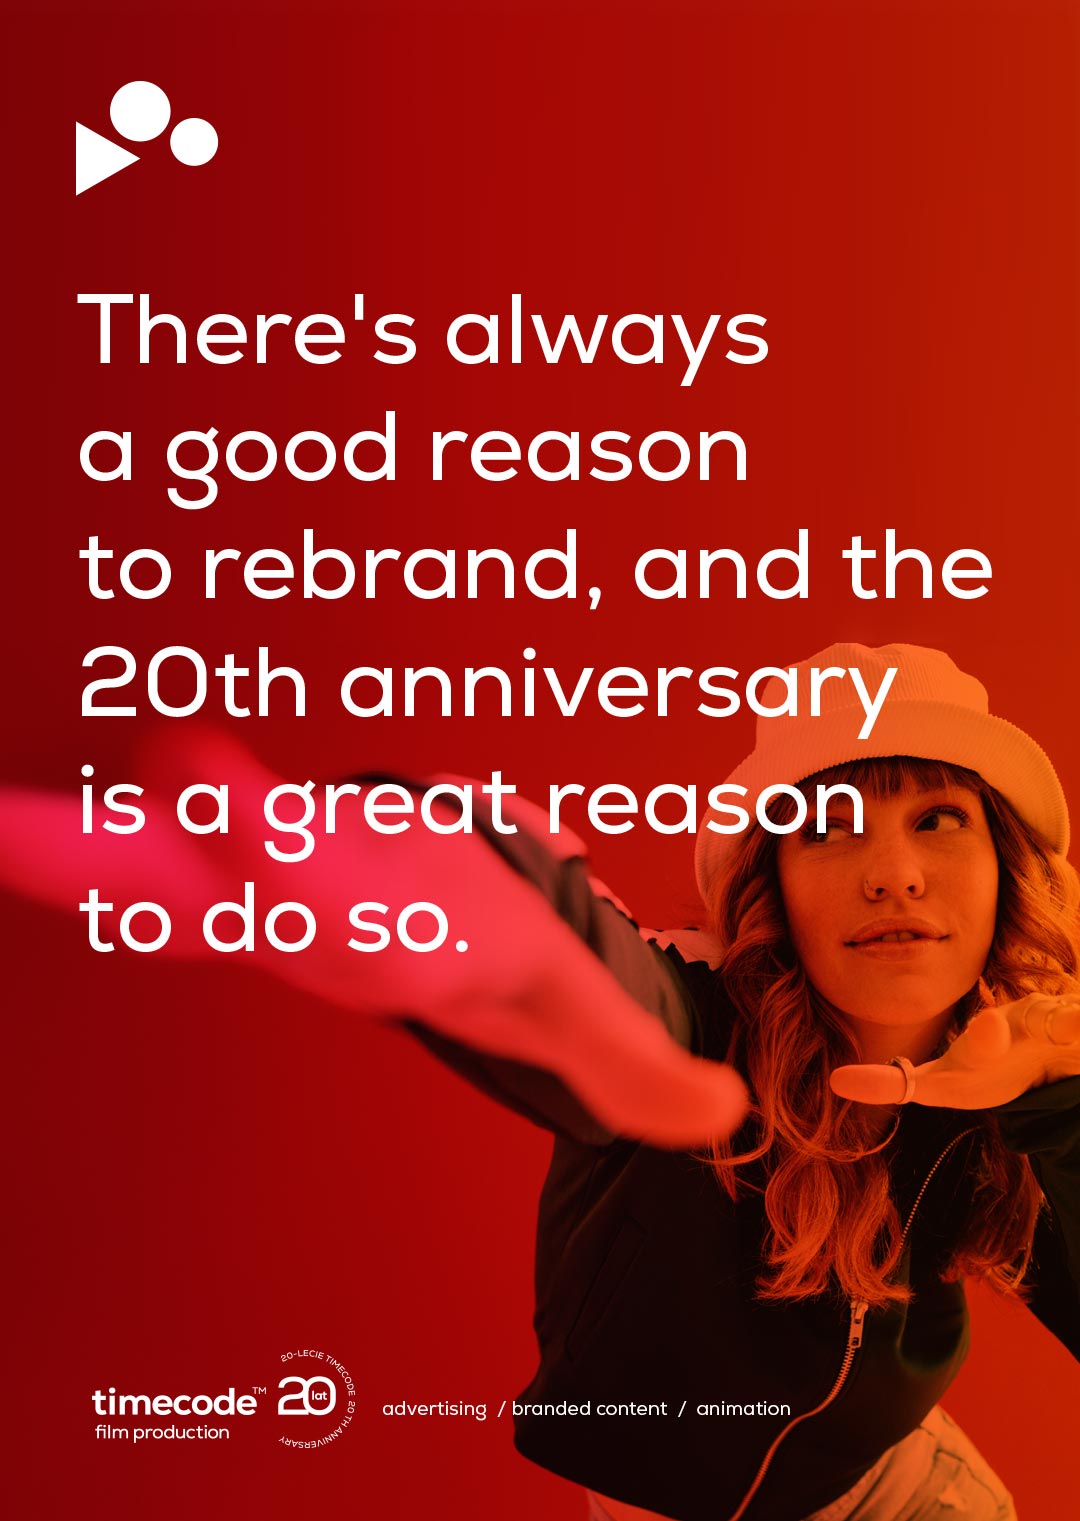 There's always
a good reason
to rebrand, and the
20th anniversary
is a great reason
to do so.
timecode™
film production
20 lat
20-LECIE TIMECODE 20 TH ANNIVERSARY
advertising / branded content / animation